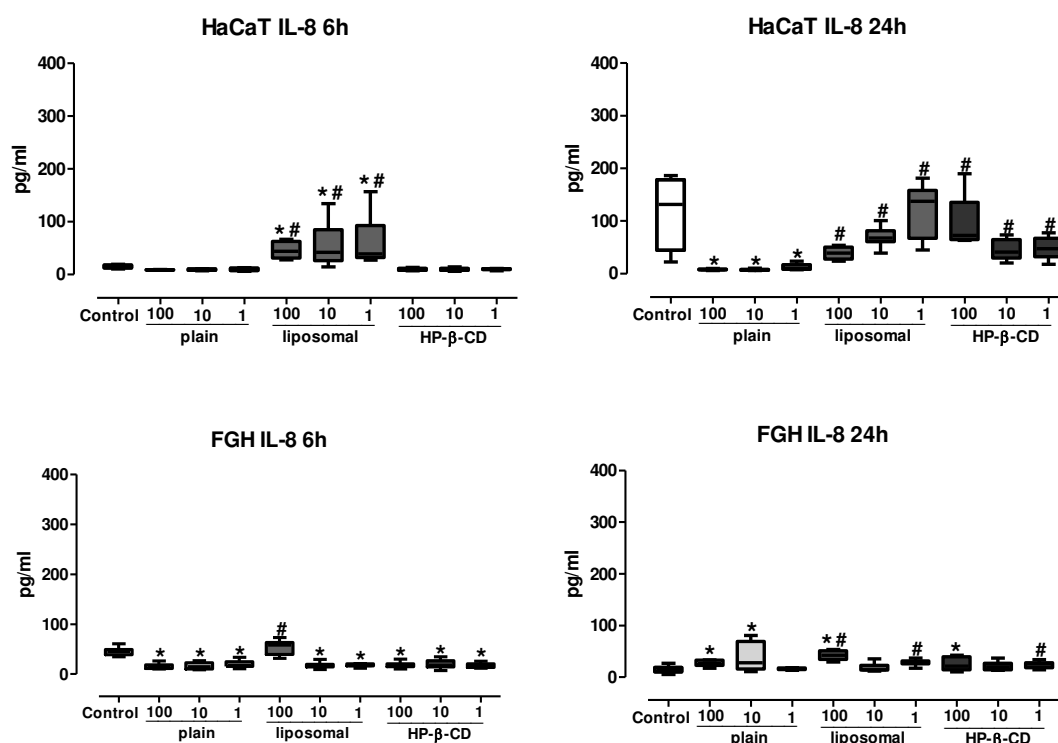 HaCaT IL-8 6h
400
300
200
100
0
pg/ml
* #
* #
* #
Control 100 10 1 100 10 1 100 10 1
plain liposomal HP-β-CD
HaCaT IL-8 24h
400
300
200
100
0
pg/ml
* * * # # # # # #
Control 100 10 1 100 10 1 100 10 1
plain liposomal HP-β-CD
FGH IL-8 6h
400
300
200
100
0
pg/ml
* * * # * * * * *
Control 100 10 1 100 10 1 100 10 1
plain liposomal HP-β-CD
FGH IL-8 24h
400
300
200
100
0
pg/ml
* * * # # * #
Control 100 10 1 100 10 1 100 10 1
plain liposomal HP-β-CD